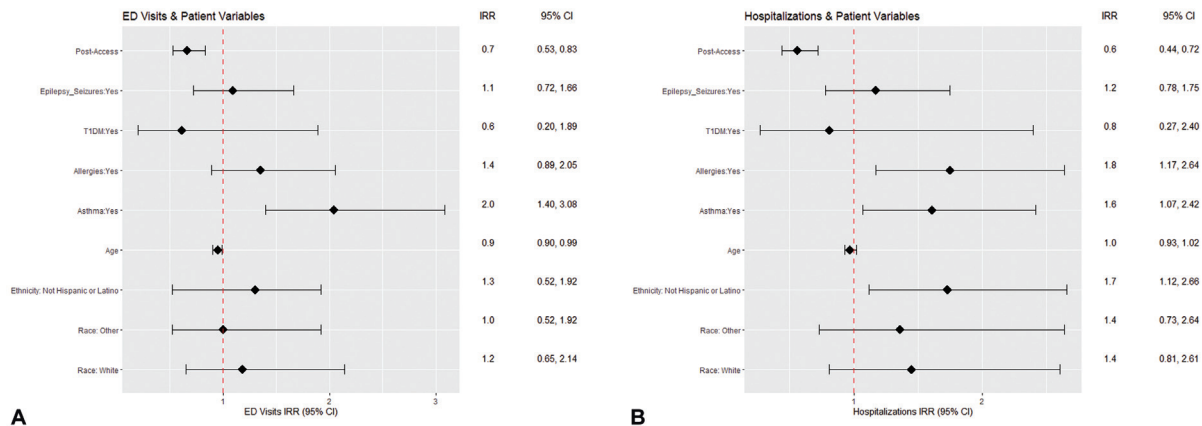 ED Visits & Patient Variables IRR 95% CI
Post-Access 0.7 0.53, 0.83
Epilepsy_Seizures:Yes 1.1 0.72, 1.66
T1DM:Yes 0.6 0.20, 1.89
Allergies:Yes 1.4 0.89, 2.05
Asthma:Yes 2.0 1.40, 3.08
Age 0.9 0.90, 0.99
Ethnicity: Not Hispanic or Latino 1.3 0.52, 1.92
Race: Other 1.0 0.52, 1.92
Race: White 1.2 0.65, 2.14
1 2 3
ED Visits IRR (95% CI)
A
Hospitalizations & Patient Variables IRR 95% CI
Post-Access 0.6 0.44, 0.72
Epilepsy_Seizures:Yes 1.2 0.78, 1.75
T1DM:Yes 0.8 0.27, 2.40
Allergies:Yes 1.8 1.17, 2.64
Asthma:Yes 1.6 1.07, 2.42
Age 1.0 0.93, 1.02
Ethnicity: Not Hispanic or Latino 1.7 1.12, 2.66
Race: Other 1.4 0.73, 2.64
Race: White 1.4 0.81, 2.61
1 2
Hospitalizations IRR (95% CI)
B